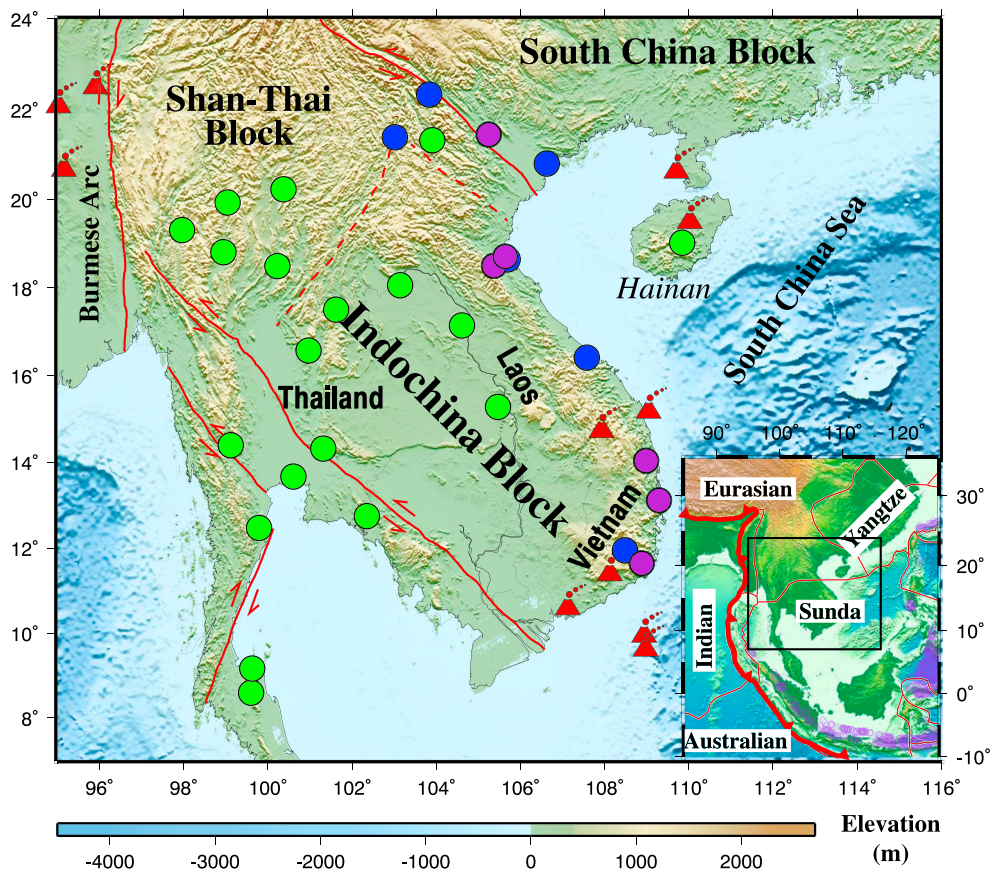 24°
22°
20°
18°
16°
14°
12°
10°
8°
South China Block
Shan-Thai
Block
Burmese Arc
Hainan
South China Sea
Indochina Block
Laos
Thailand
Vietnam
90° 100° 110° 120°
30°
20°
10°
0°
-10°
Eurasian
Yangtze
Sunda
Indian
Australian
96° 98° 100° 102° 104° 106° 108° 110° 112° 114° 116°
-4000 -3000 -2000 -1000 0 1000 2000
Elevation
(m)